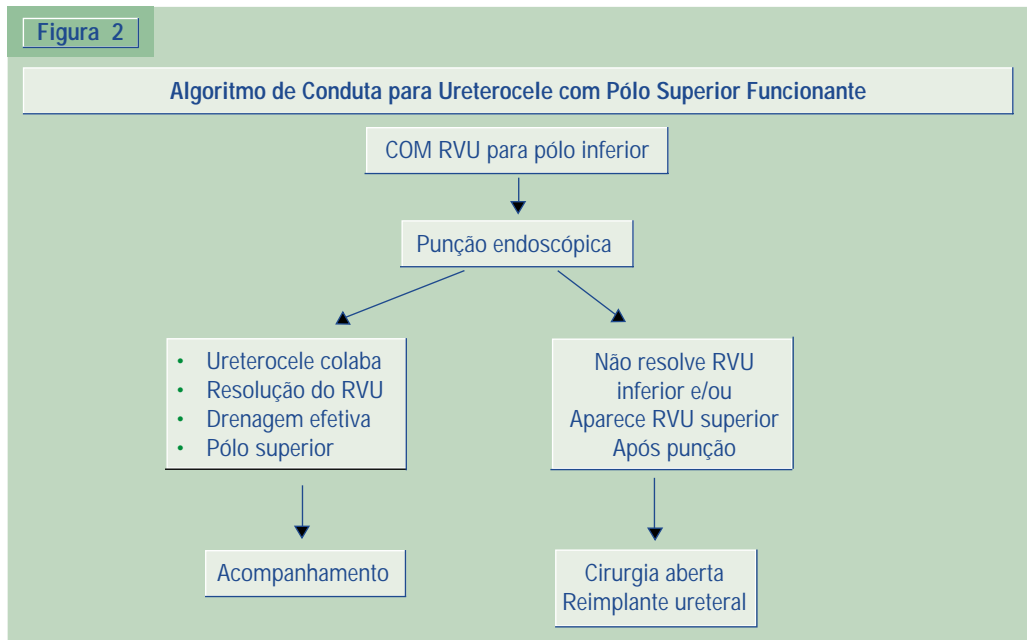 Figura 2
Algoritmo de Conduta para Ureterocele com Pólo Superior Funcionante
COM RVU para pólo inferior
Punção endoscópica
• Ureterocele colaba
• Resolução do RVU
• Drenagem efetiva
• Pólo superior
Não resolve RVU
inferior e/ou
Aparece RVU superior
Após punção
Acompanhamento
Cirurgia aberta
Reimplante ureteral